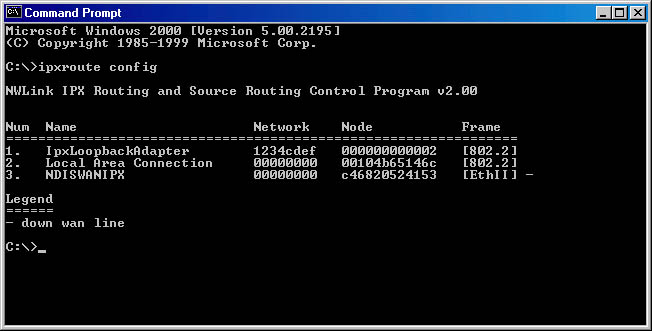 Command Prompt
Microsoft Windows 2000 [Version 5.00.2195]
(C) Copyright 1985-1999 Microsoft Corp.
C:\>ipxroute config
NWLink IPX Routing and Source Routing Control Program v2.00
Num  Name                      Network     Node            Frame
================================================================
1.   IpxLoopbackAdapter        1234cdef    000000000002    [802.2]
2.   Local Area Connection     00000000    00104b65146c    [802.2]
3.   NDISWANIPX                00000000    c46820524153    [EthII] -
Legend
======
- down wan line
C:\>_